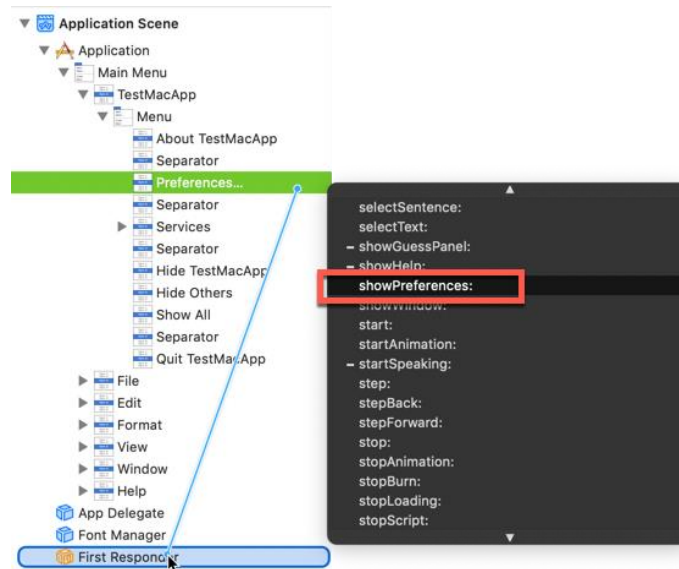 Application Scene
Application
Main Menu
TestMacApp
Menu
About TestMacApp
Separator
Preferences...
Separator
Services
Separator
Hide TestMacApp
Hide Others
Show All
Separator
Quit TestMacApp
File
Edit
Format
View
Window
Help
App Delegate
Font Manager
First Responder
selectSentence:
selectText:
– showGuessPanel:
– showHelp:
showPreferences:
showWindow:
start:
startAnimation:
– startSpeaking:
step:
stepBack:
stepForward:
stop:
stopAnimation:
stopBurn:
stopLoading:
stopScript: